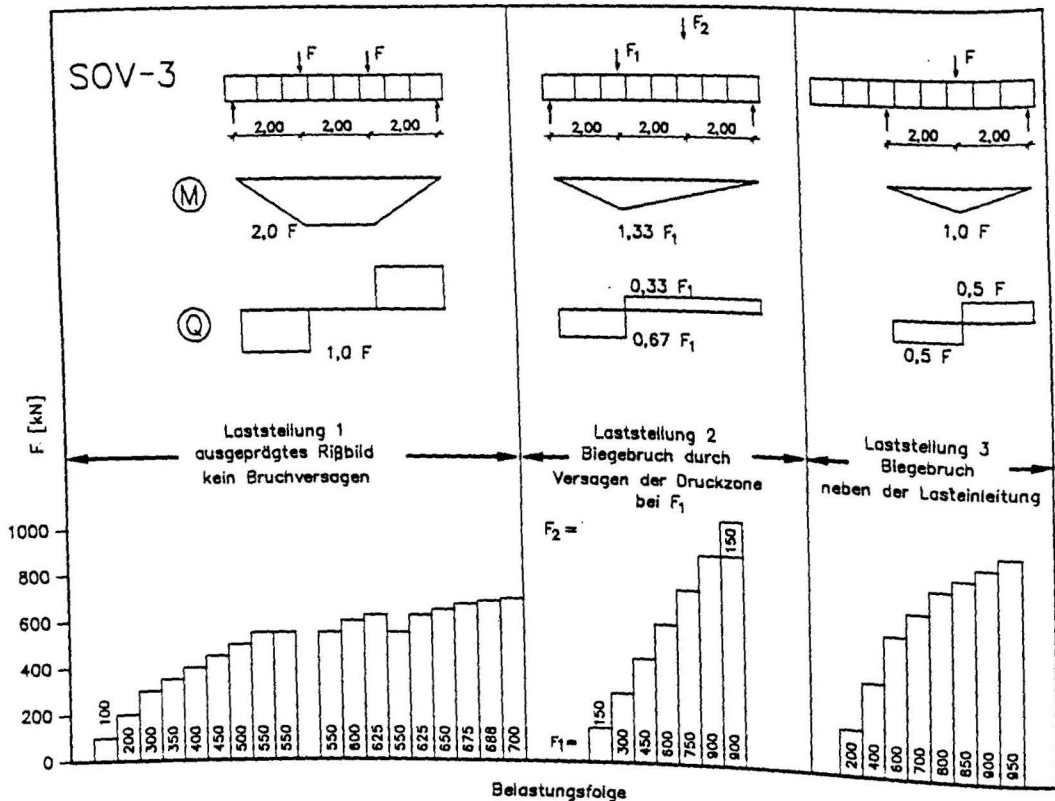 SOV-3
F F
2,00 2,00 2,00
M
2,0 F
Q
1,0 F
Laststellung 1
ausgeprägtes Rißbild
kein Bruchversagen
F₂
F₁
2,00 2,00 2,00
1,33 F₁
0,33 F₁
0,67 F₁
Laststellung 2
Biegebruch durch
Versagen der Druckzone
bei F₁
F
2,00 2,00
1,0 F
0,5 F
0,5 F
Laststellung 3
Biegebruch
neben der Lasteinleitung
F [kN]
1000
800
600
400
200
0
100 200 300 350 400 450 500 550 550 550 600 625 550 625 650 675 688 700
F₂ = 150
F₁ = 150 300 450 600 750 900 900
200 400 600 700 800 850 900 950
Belastungsfolge